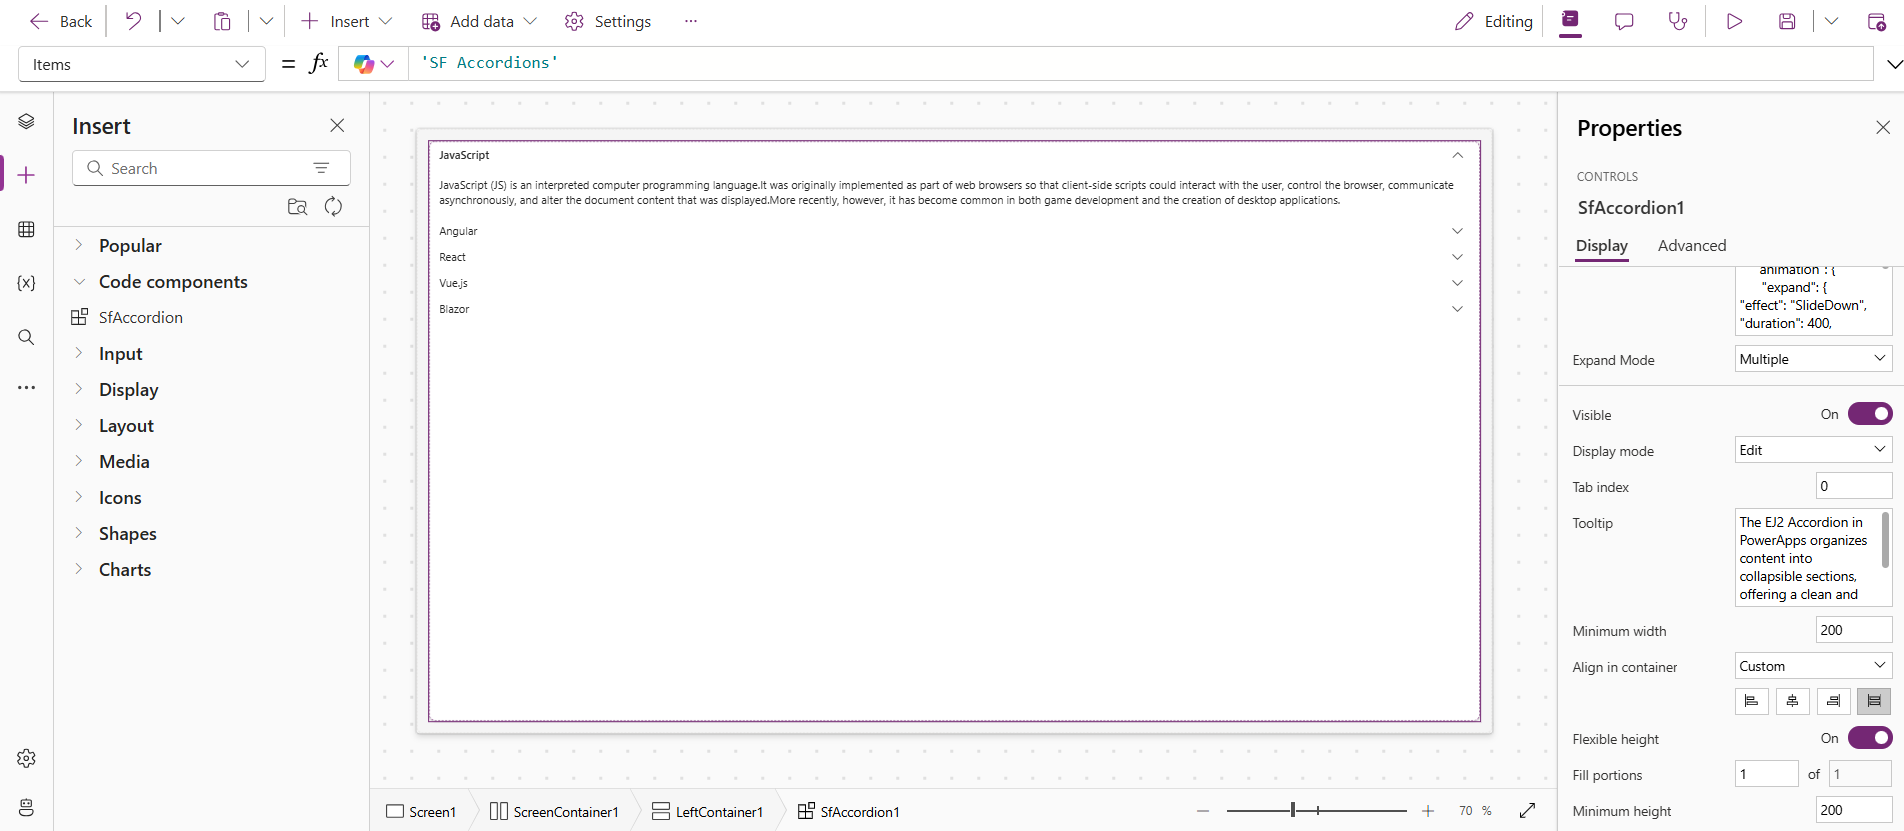 Back
Insert
Add data
Settings
Editing
Items
= fx
'SF Accordions'
Insert
Search
Popular
Code components
SfAccordion
Input
Display
Layout
Media
Icons
Shapes
Charts
JavaScript
JavaScript (JS) is an interpreted computer programming language.It was originally implemented as part of web browsers so that client-side scripts could interact with the user, control the browser, communicate
asynchronously, and alter the document content that was displayed.More recently, however, it has become common in both game development and the creation of desktop applications.
Angular
React
Vue.js
Blazor
Screen1
ScreenContainer1
LeftContainer1
SfAccordion1
70 %
Properties
CONTROLS
SfAccordion1
Display Advanced
animation": {
"expand": {
"effect": "SlideDown",
"duration": 400,
Expand Mode Multiple
Visible On
Display mode Edit
Tab index 0
Tooltip
The EJ2 Accordion in
PowerApps organizes
content into
collapsible sections,
offering a clean and
Minimum width 200
Align in container Custom
Flexible height On
Fill portions 1 of 1
Minimum height 200